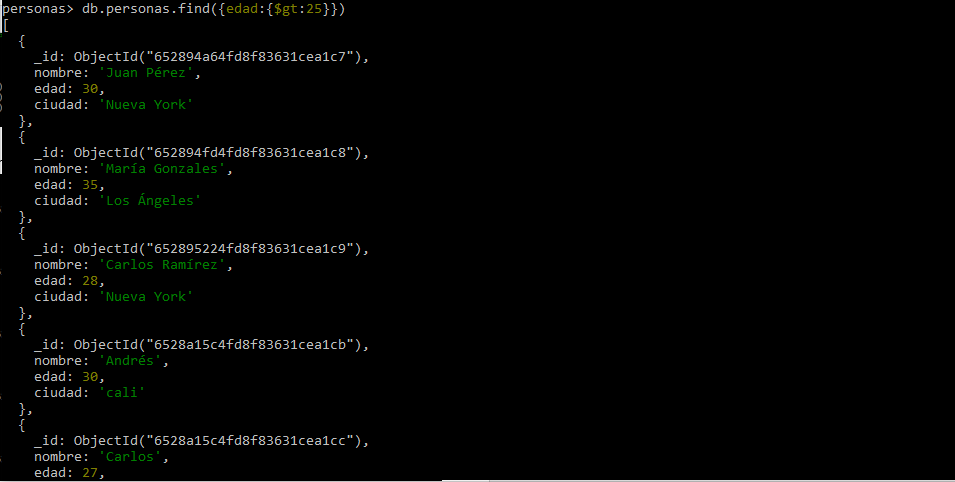 personas> db.personas.find({edad:{$gt:25}})
[
  {
    _id: ObjectId("652894a64fd8f83631cea1c7"),
    nombre: 'Juan Pérez',
    edad: 30,
    ciudad: 'Nueva York'
  },
  {
    _id: ObjectId("652894fd4fd8f83631cea1c8"),
    nombre: 'María Gonzales',
    edad: 35,
    ciudad: 'Los Ángeles'
  },
  {
    _id: ObjectId("652895224fd8f83631cea1c9"),
    nombre: 'Carlos Ramírez',
    edad: 28,
    ciudad: 'Nueva York'
  },
  {
    _id: ObjectId("6528a15c4fd8f83631cea1cb"),
    nombre: 'Andrés',
    edad: 30,
    ciudad: 'cali'
  },
  {
    _id: ObjectId("6528a15c4fd8f83631cea1cc"),
    nombre: 'Carlos',
    edad: 27,